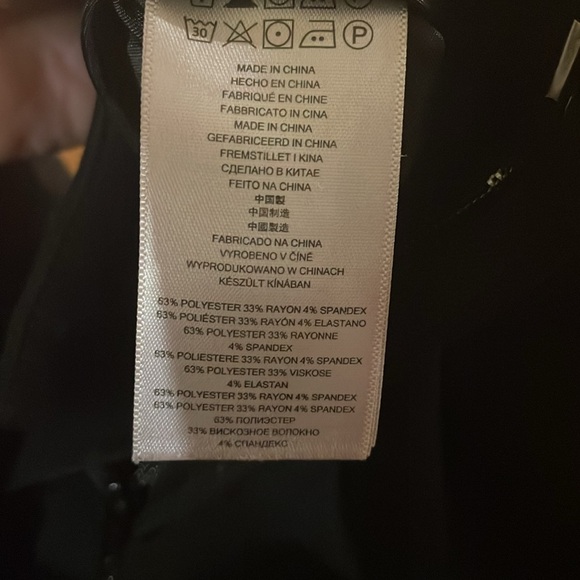 30 P
MADE IN CHINA
HECHO EN CHINA
FABRIQUÉ EN CHINE
FABBRICATO IN CINA
MADE IN CHINA
GEFABRICEERD IN CHINA
FREMSTILLET I KINA
СДЕЛАНО В КИТАЕ
FEITO NA CHINA
中国製
中国制造
中國製造
FABRICADO NA CHINA
VYROBENO V ČÍNĚ
WYPRODUKOWANO W CHINACH
KÉSZÜLT KÍNÁBAN
63% POLYESTER 33% RAYON 4% SPANDEX
63% POLIÉSTER 33% RAYÓN 4% ELASTANO
63% POLYESTER 33% RAYONNE
4% SPANDEX
63% POLIESTERE 33% RAYON 4% SPANDEX
63% POLYESTER 33% VISKOSE
4% ELASTAN
63% POLYESTER 33% RAYON 4% SPANDEX
63% POLYESTER 33% RAYON 4% SPANDEX
63% ПОЛИЭСТЕР
33% ВИСКОЗНОЕ ВОЛОКНО
4% СПАНДЕКС